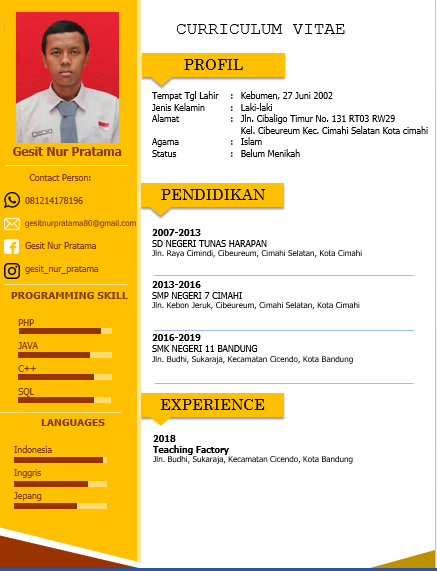 Gesit Nur Pratama
Contact Person:
081214178196
gesitnurpratama80@gmail.com
Gesit Nur Pratama
gesit_nur_pratama
PROGRAMMING SKILL
PHP
JAVA
C++
SQL
LANGUAGES
Indonesia
Inggris
Jepang
CURRICULUM VITAE
PROFIL
Tempat Tgl Lahir : Kebumen, 27 Juni 2002
Jenis Kelamin : Laki-laki
Alamat : Jln. Cibaligo Timur No. 131 RT03 RW29
Kel. Cibeureum Kec. Cimahi Selatan Kota cimahi
Agama : Islam
Status : Belum Menikah
PENDIDIKAN
2007-2013
SD NEGERI TUNAS HARAPAN
Jln. Raya Cimindi, Cibeureum, Cimahi Selatan, Kota Cimahi
2013-2016
SMP NEGERI 7 CIMAHI
Jln. Kebon Jeruk, Cibeureum, Cimahi Selatan, Kota Cimahi
2016-2019
SMK NEGERI 11 BANDUNG
Jln. Budhi, Sukaraja, Kecamatan Cicendo, Kota Bandung
EXPERIENCE
2018
Teaching Factory
Jln. Budhi, Sukaraja, Kecamatan Cicendo, Kota Bandung